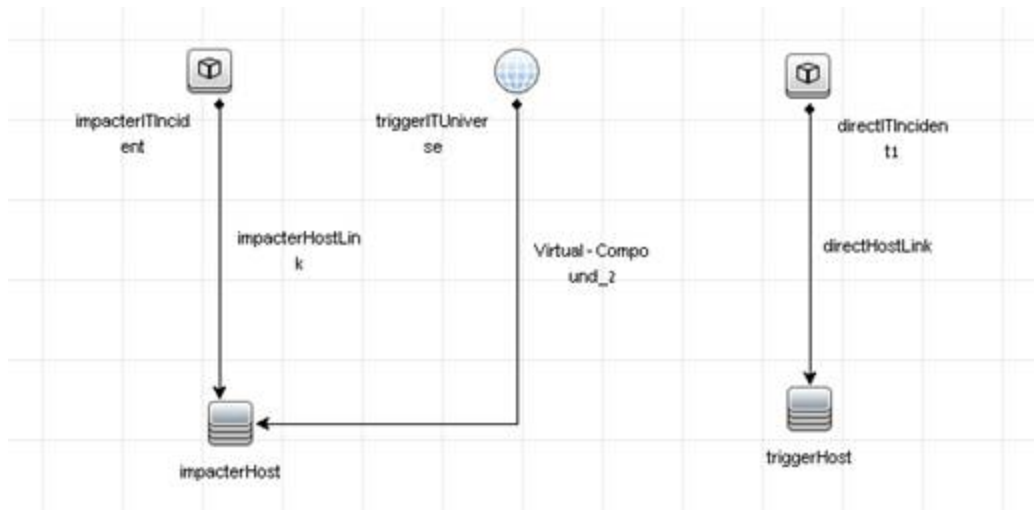 impacterITIncid
ent
triggerITUniver
se
directITInciden
t1
impacterHostLin
k
Virtual - Compo
und_2
directHostLink
impacterHost
triggerHost